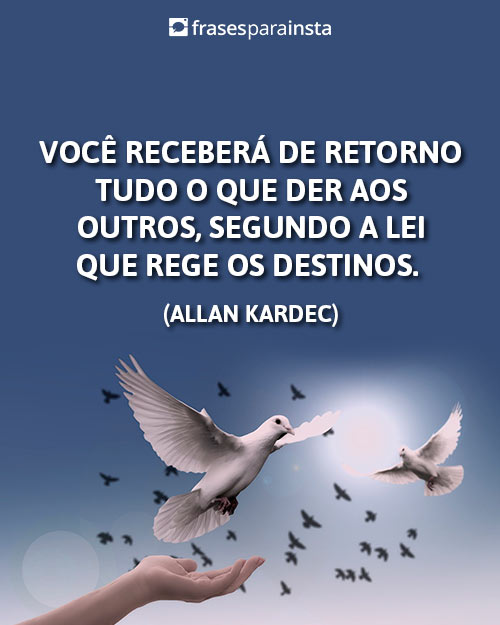 frasesparainsta
VOCÊ RECEBERÁ DE RETORNO
TUDO O QUE DER AOS
OUTROS, SEGUNDO A LEI
QUE REGE OS DESTINOS.
(ALLAN KARDEC)